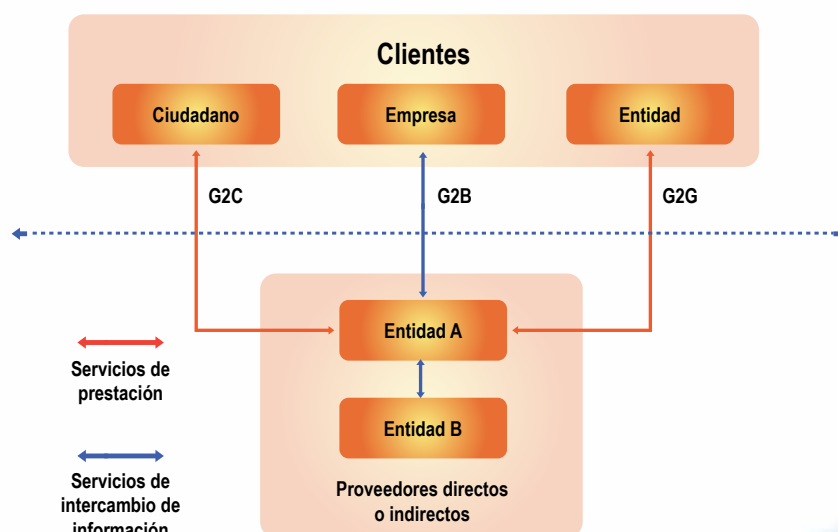 Clientes
Ciudadano
Empresa
Entidad
G2C
G2B
G2G
Entidad A
Servicios de
prestación
Entidad B
Servicios de
intercambio de
información
Proveedores directos
o indirectos